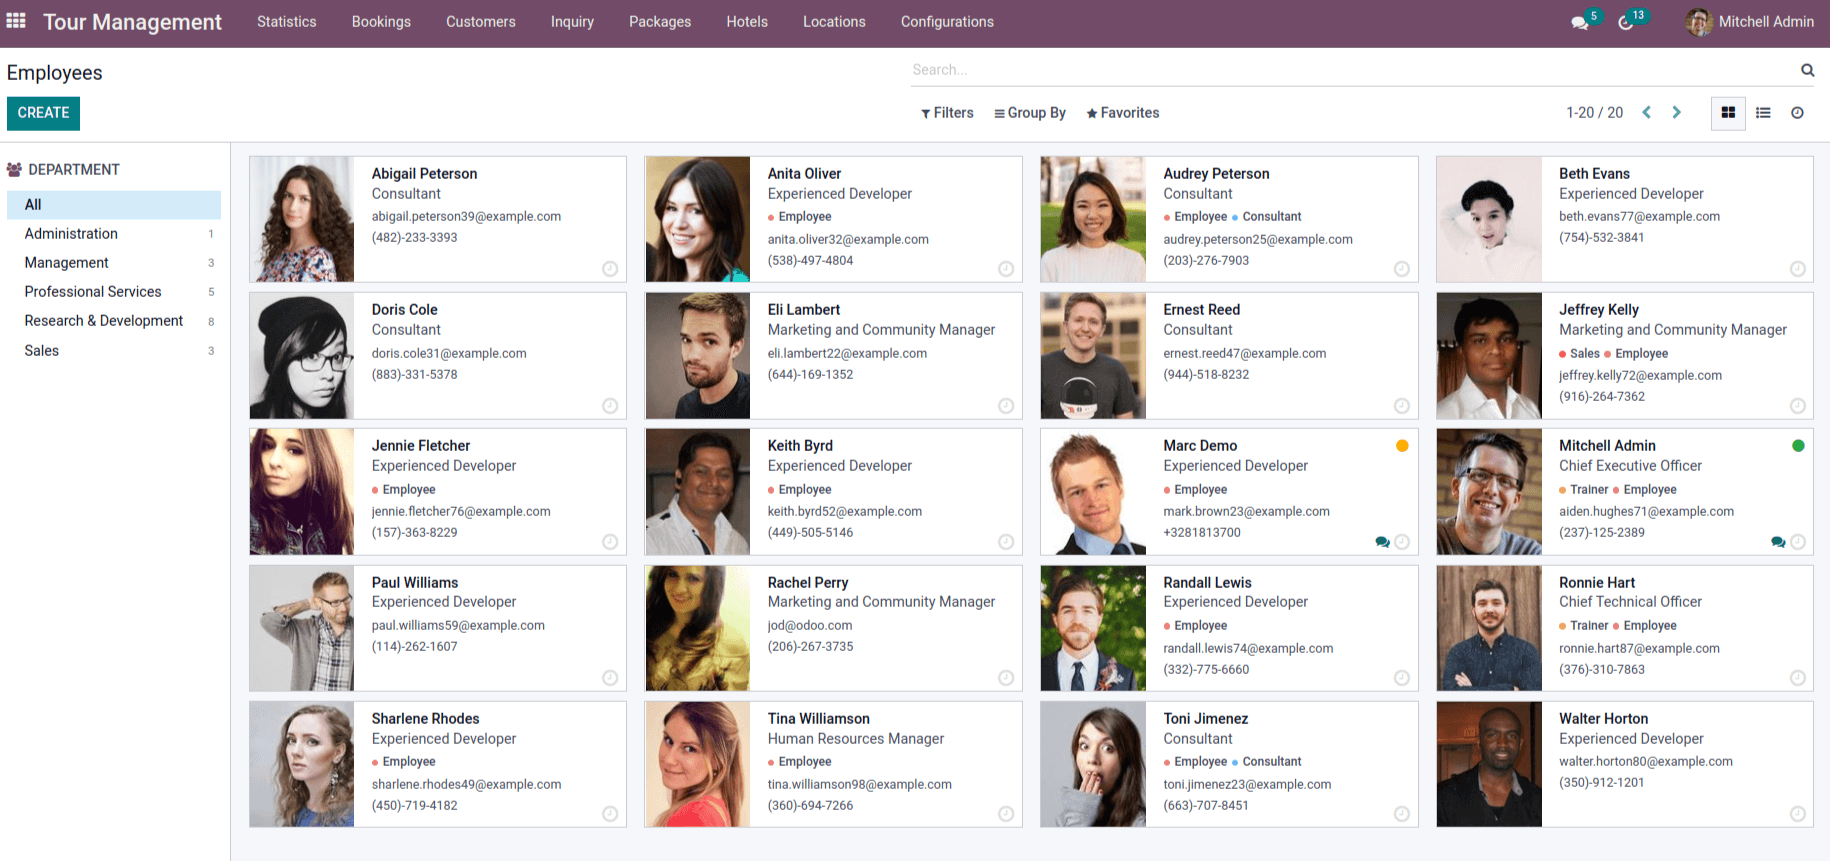 Tour Management Statistics Bookings Customers Inquiry Packages Hotels Locations Configurations 5 13 Mitchell Admin
Employees
Search...
CREATE
Filters Group By Favorites
1-20 / 20
DEPARTMENT
All
Administration 1
Management 3
Professional Services 5
Research & Development 8
Sales 3
Abigail Peterson
Consultant
abigail.peterson39@example.com
(482)-233-3393
Anita Oliver
Experienced Developer
Employee
anita.oliver32@example.com
(538)-497-4804
Audrey Peterson
Consultant
Employee Consultant
audrey.peterson25@example.com
(203)-276-7903
Beth Evans
Experienced Developer
beth.evans77@example.com
(754)-532-3841
Doris Cole
Consultant
doris.cole31@example.com
(883)-331-5378
Eli Lambert
Marketing and Community Manager
eli.lambert22@example.com
(644)-169-1352
Ernest Reed
Consultant
ernest.reed47@example.com
(944)-518-8232
Jeffrey Kelly
Marketing and Community Manager
Sales Employee
jeffrey.kelly72@example.com
(916)-264-7362
Jennie Fletcher
Experienced Developer
Employee
jennie.fletcher76@example.com
(157)-363-8229
Keith Byrd
Experienced Developer
Employee
keith.byrd52@example.com
(449)-505-5146
Marc Demo
Experienced Developer
Employee
mark.brown23@example.com
+3281813700
Mitchell Admin
Chief Executive Officer
Trainer Employee
aiden.hughes71@example.com
(237)-125-2389
Paul Williams
Experienced Developer
paul.williams59@example.com
(114)-262-1607
Rachel Perry
Marketing and Community Manager
jod@odoo.com
(206)-267-3735
Randall Lewis
Experienced Developer
Employee
randall.lewis74@example.com
(332)-775-6660
Ronnie Hart
Chief Technical Officer
Trainer Employee
ronnie.hart87@example.com
(376)-310-7863
Sharlene Rhodes
Experienced Developer
Employee
sharlene.rhodes49@example.com
(450)-719-4182
Tina Williamson
Human Resources Manager
Employee
tina.williamson98@example.com
(360)-694-7266
Toni Jimenez
Consultant
Employee Consultant
toni.jimenez23@example.com
(663)-707-8451
Walter Horton
Experienced Developer
walter.horton80@example.com
(350)-912-1201